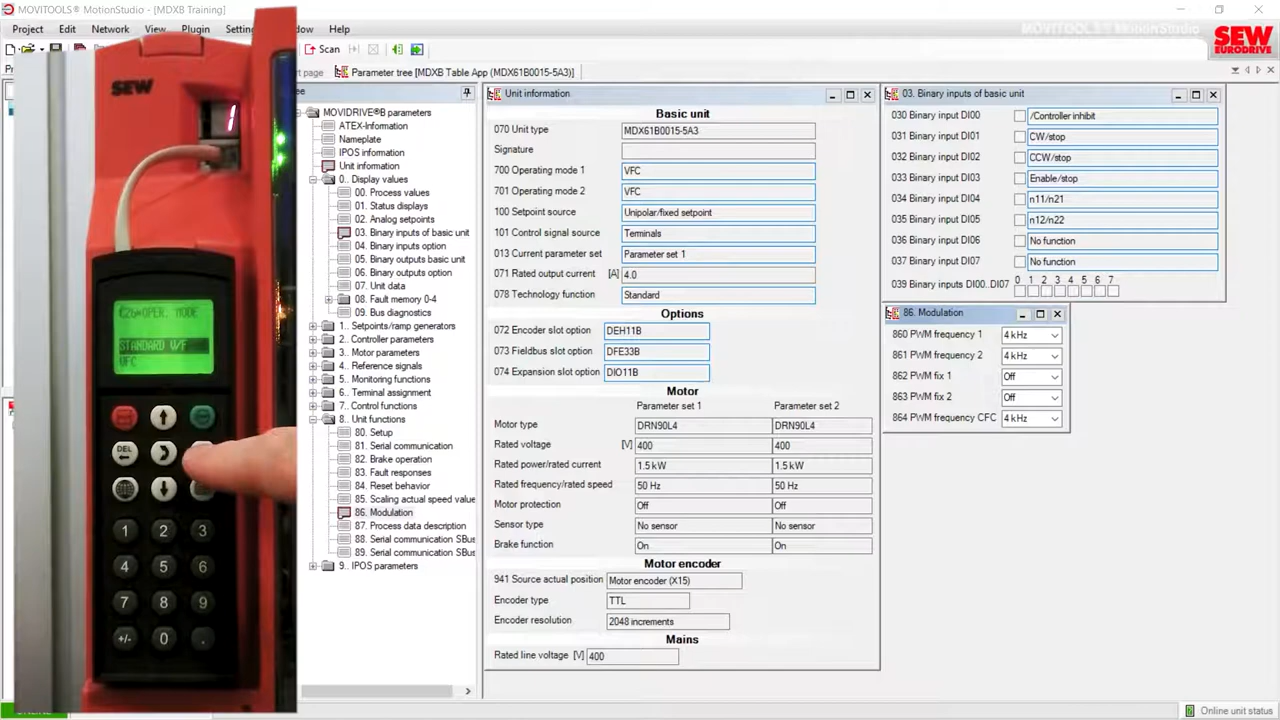 MOVITOOLS® MotionStudio - [MDXB Training]
Project Edit Network View Plugin
Help
MOVITOOLS® MotionStudio
SEW
EURODRIVE
Scan
Parameter tree [MDXB Table App (MDX61B0015-5A3)]
MOVIDRIVE®B parameters
ATEX-Information
Nameplate
IPOS information
Unit information
0.. Display values
00. Process values
01. Status displays
02. Analog setpoints
03. Binary inputs of basic unit
04. Binary inputs option
05. Binary outputs basic unit
06. Binary outputs option
07. Unit data
08. Fault memory 0-4
09. Bus diagnostics
1.. Setpoints/ramp generators
2.. Controller parameters
3.. Motor parameters
4.. Reference signals
5.. Monitoring functions
6.. Terminal assignment
7.. Control functions
8.. Unit functions
80. Setup
81. Serial communication
82. Brake operation
83. Fault responses
84. Reset behavior
85. Scaling actual speed value
86. Modulation
87. Process data description
88. Serial communication SBus
89. Serial communication SBus
9.. IPOS parameters
Unit information
Basic unit
070 Unit type MDX61B0015-5A3
Signature
700 Operating mode 1 VFC
701 Operating mode 2 VFC
100 Setpoint source Unipolar/fixed setpoint
101 Control signal source Terminals
013 Current parameter set Parameter set 1
071 Rated output current [A] 4.0
078 Technology function Standard
Options
072 Encoder slot option DEH11B
073 Fieldbus slot option DFE33B
074 Expansion slot option DIO11B
Motor
Parameter set 1 Parameter set 2
Motor type DRN90L4 DRN90L4
Rated voltage [V] 400 400
Rated power/rated current 1.5 kW 1.5 kW
Rated frequency/rated speed 50 Hz 50 Hz
Motor protection Off Off
Sensor type No sensor No sensor
Brake function On On
Motor encoder
941 Source actual position Motor encoder (X15)
Encoder type TTL
Encoder resolution 2048 increments
Mains
Rated line voltage [V] 400
03. Binary inputs of basic unit
030 Binary input DI00 /Controller inhibit
031 Binary input DI01 CW/stop
032 Binary input DI02 CCW/stop
033 Binary input DI03 Enable/stop
034 Binary input DI04 n11/n21
035 Binary input DI05 n12/n22
036 Binary input DI06 No function
037 Binary input DI07 No function
039 Binary inputs DI00..DI07 0 1 2 3 4 5 6 7
86. Modulation
860 PWM frequency 1 4 kHz
861 PWM frequency 2 4 kHz
862 PWM fix 1 Off
863 PWM fix 2 Off
864 PWM frequency CFC 4 kHz
Online unit status
SEW
1
OPER. MODE
STANDARD V/F
VFC
DEL
1 2 3
4 5 6
7 8 9
+/- 0 .